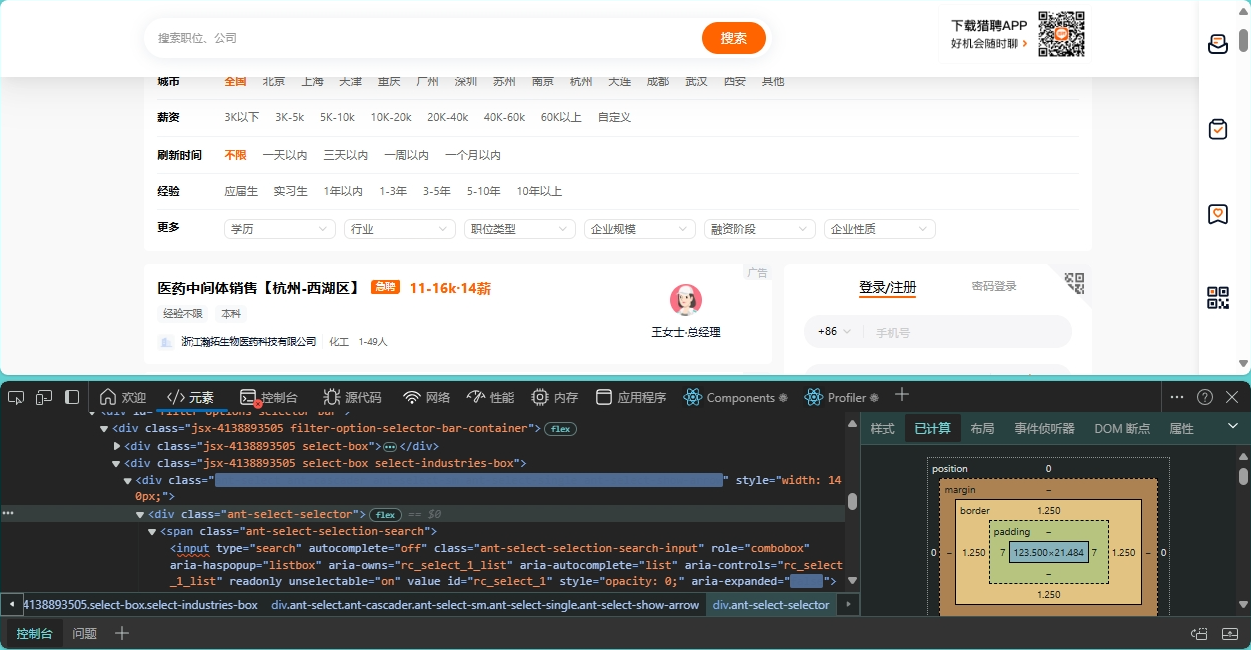 搜索职位、公司
搜索
下载猎聘APP
好机会随时聊 >
城市 全国 北京 上海 天津 重庆 广州 深圳 苏州 南京 杭州 大连 成都 武汉 西安 其他
薪资 3K以下 3K-5k 5K-10k 10K-20k 20K-40k 40K-60k 60K以上 自定义
刷新时间 不限 一天以内 三天以内 一周以内 一个月以内
经验 应届生 实习生 1年以内 1-3年 3-5年 5-10年 10年以上
更多 学历 行业 职位类型 企业规模 融资阶段 企业性质
广告
医药中间体销售【杭州-西湖区】 急聘 11-16k·14薪
经验不限 本科
浙江瀚拓生物医药科技有限公司 化工 1-49人
王女士·总经理
登录/注册 密码登录
+86 手机号
欢迎 </> 元素 控制台 源代码 网络 性能 内存 应用程序 Components Profiler
<div id="filter-options-selector-bar">
<div class="jsx-4138893505 filter-option-selector-bar-container"> flex
<div class="jsx-4138893505 select-box"> ••• </div>
<div class="jsx-4138893505 select-box select-industries-box">
<div class=" " style="width: 14
0px;">
<div class="ant-select-selector"> flex == $0
<span class="ant-select-selection-search">
<input type="search" autocomplete="off" class="ant-select-selection-search-input" role="combobox"
aria-haspopup="listbox" aria-owns="rc_select_1_list" aria-autocomplete="list" aria-controls="rc_select
_1_list" readonly unselectable="on" value id="rc_select_1" style="opacity: 0;" aria-expanded=" ">
4138893505.select-box.select-industries-box div.ant-select.ant-cascader.ant-select-sm.ant-select-single.ant-select-show-arrow div.ant-select-selector
样式 已计算 布局 事件侦听器 DOM 断点 属性
position 0
margin –
border 1.250
padding –
0 – 1.250 7 123.500×21.484 7 1.250 – 0
–
1.250
控制台 问题